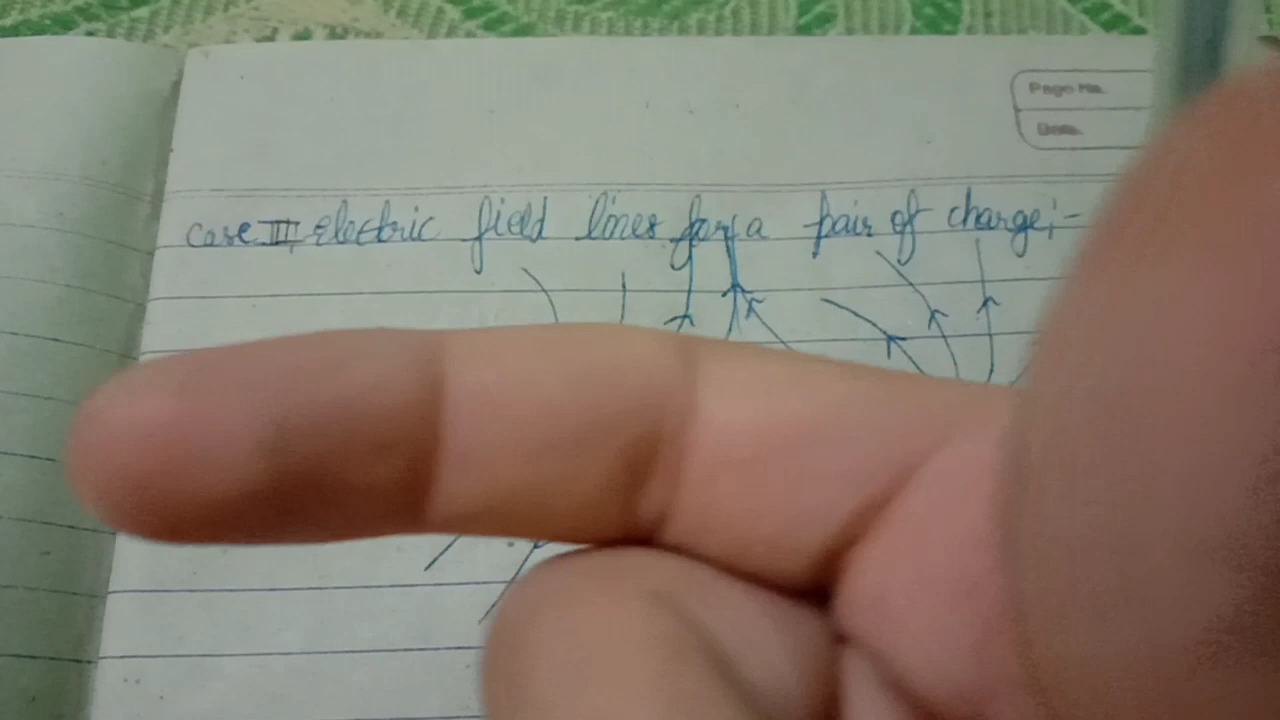 Page No.
Date.
case III, electric field lines for a pair of charge;-